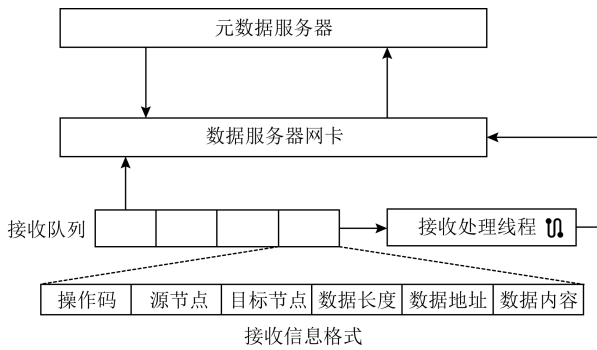 元数据服务器
数据服务器网卡
接收队列
接收处理线程
操作码 源节点 目标节点 数据长度 数据地址 数据内容
接收信息格式